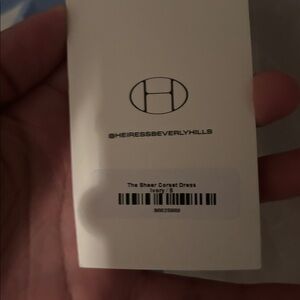 H
@HEIRESSBEVERLYHILLS
The Sheer Corset Dress
Ivory / S